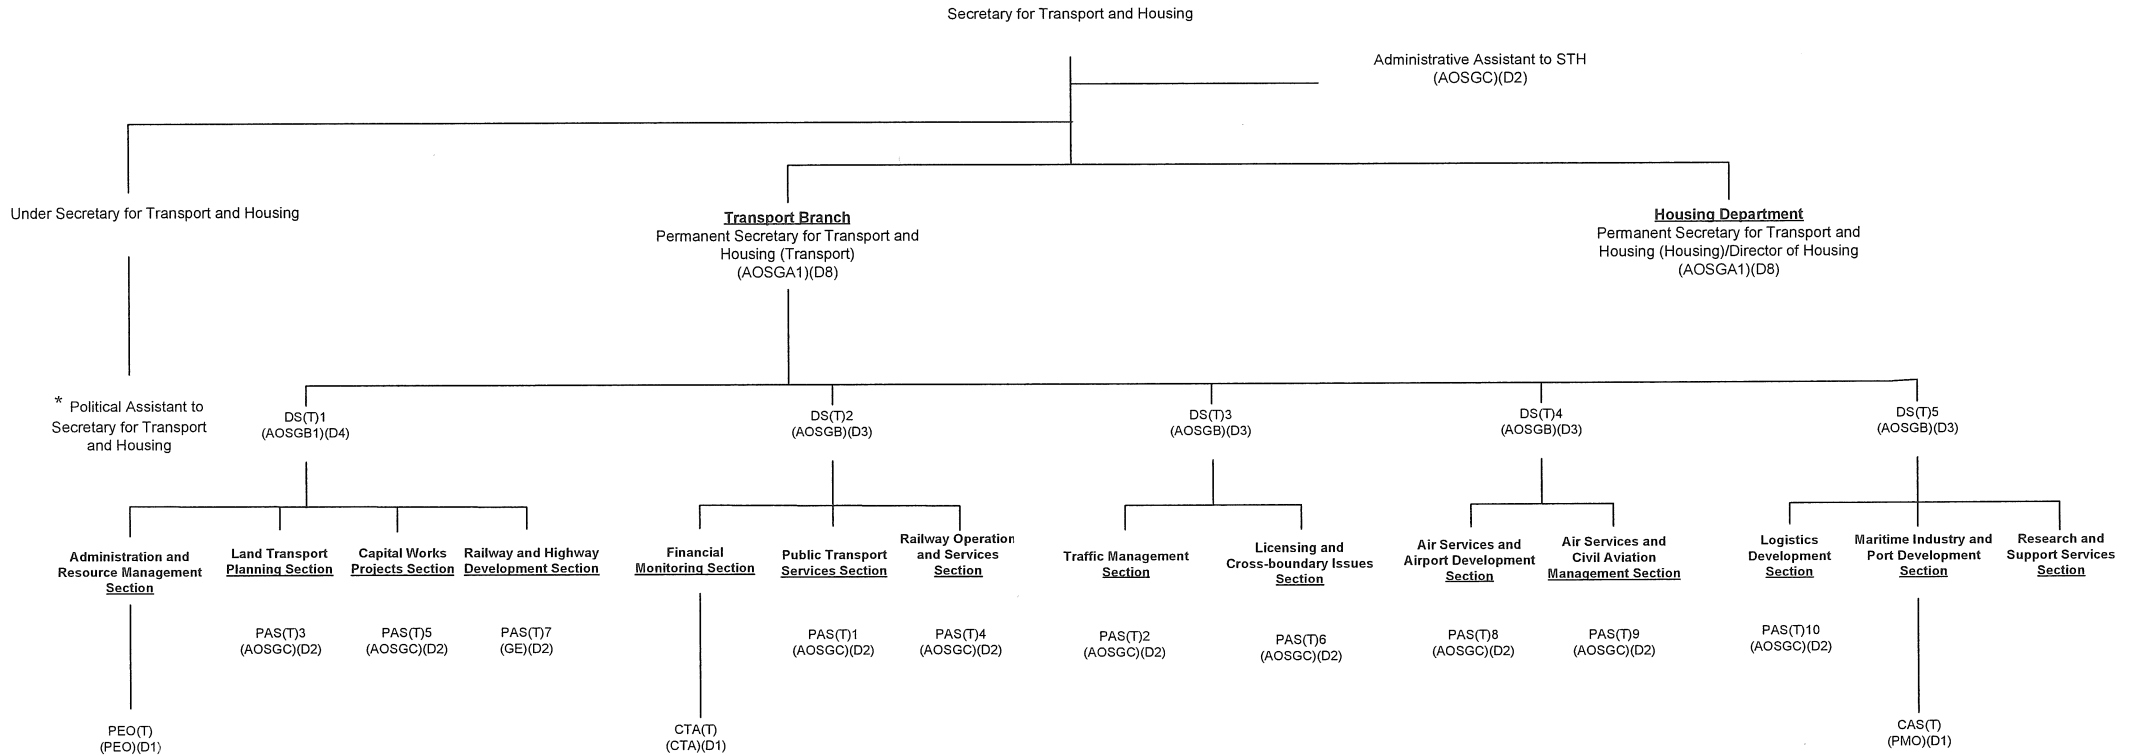 Secretary for Transport and Housing
Administrative Assistant to STH
(AOSGC)(D2)
Under Secretary for Transport and Housing
Transport Branch
Permanent Secretary for Transport and
Housing (Transport)
(AOSGA1)(D8)
Housing Department
Permanent Secretary for Transport and
Housing (Housing)/Director of Housing
(AOSGA1)(D8)
* Political Assistant to
Secretary for Transport
and Housing
DS(T)1
(AOSGB1)(D4)
DS(T)2
(AOSGB)(D3)
DS(T)3
(AOSGB)(D3)
DS(T)4
(AOSGB)(D3)
DS(T)5
(AOSGB)(D3)
Administration and
Resource Management
Section
Land Transport
Planning Section
Capital Works
Projects Section
Railway and Highway
Development Section
Financial
Monitoring Section
Public Transport
Services Section
Railway Operation
and Services
Section
Traffic Management
Section
Licensing and
Cross-boundary Issues
Section
Air Services and
Airport Development
Section
Air Services and
Civil Aviation
Management Section
Logistics
Development
Section
Maritime Industry and
Port Development
Section
Research and
Support Services
Section
PAS(T)3
(AOSGC)(D2)
PAS(T)5
(AOSGC)(D2)
PAS(T)7
(GE)(D2)
PAS(T)1
(AOSGC)(D2)
PAS(T)4
(AOSGC)(D2)
PAS(T)2
(AOSGC)(D2)
PAS(T)6
(AOSGC)(D2)
PAS(T)8
(AOSGC)(D2)
PAS(T)9
(AOSGC)(D2)
PAS(T)10
(AOSGC)(D2)
PEO(T)
(PEO)(D1)
CTA(T)
(CTA)(D1)
CAS(T)
(PMO)(D1)